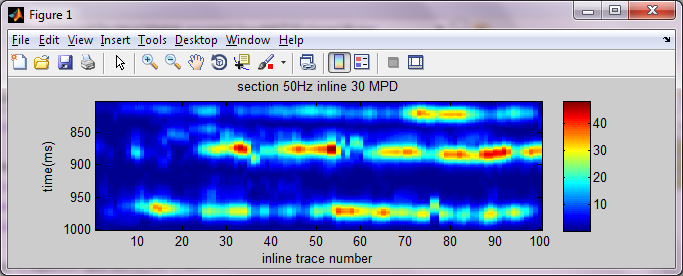 Figure 1
File Edit View Insert Tools Desktop Window Help
section 50Hz inline 30 MPD
time(ms)
850
900
950
1000
10 20 30 40 50 60 70 80 90 100
inline trace number
40
30
20
10